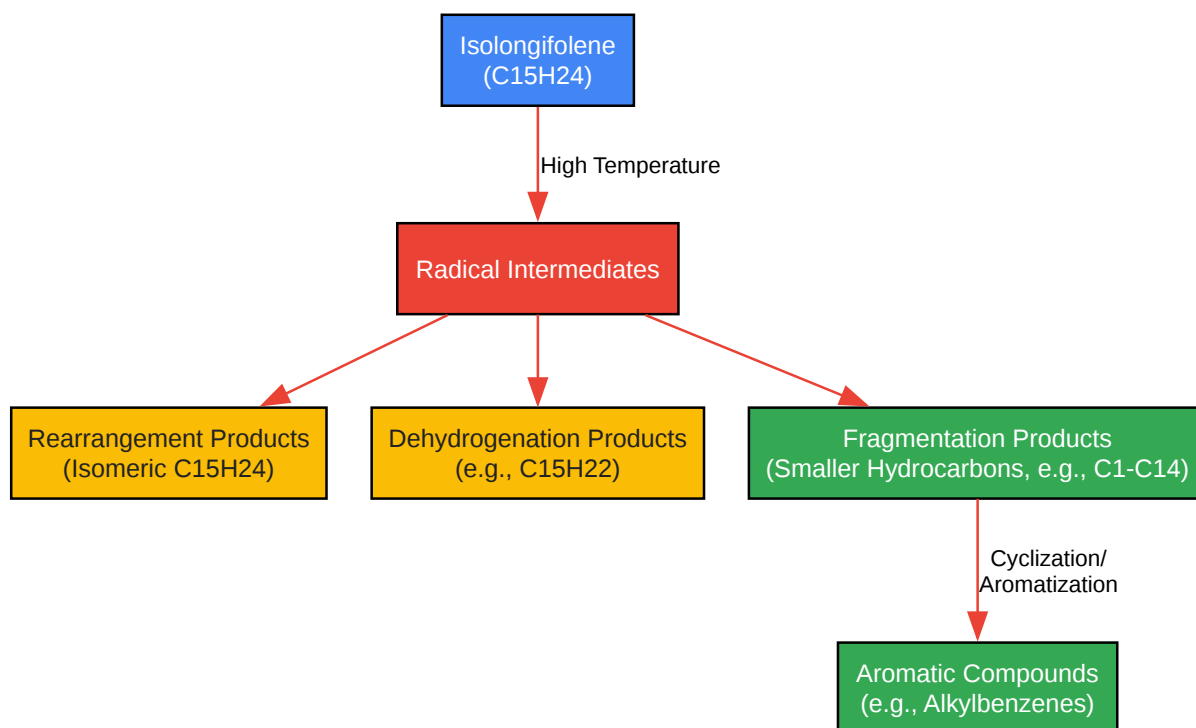 Isolongifolene
(C15H24)
High Temperature
Radical Intermediates
Rearrangement Products
(Isomeric C15H24)
Dehydrogenation Products
(e.g., C15H22)
Fragmentation Products
(Smaller Hydrocarbons, e.g., C1-C14)
Cyclization/
Aromatization
Aromatic Compounds
(e.g., Alkylbenzenes)